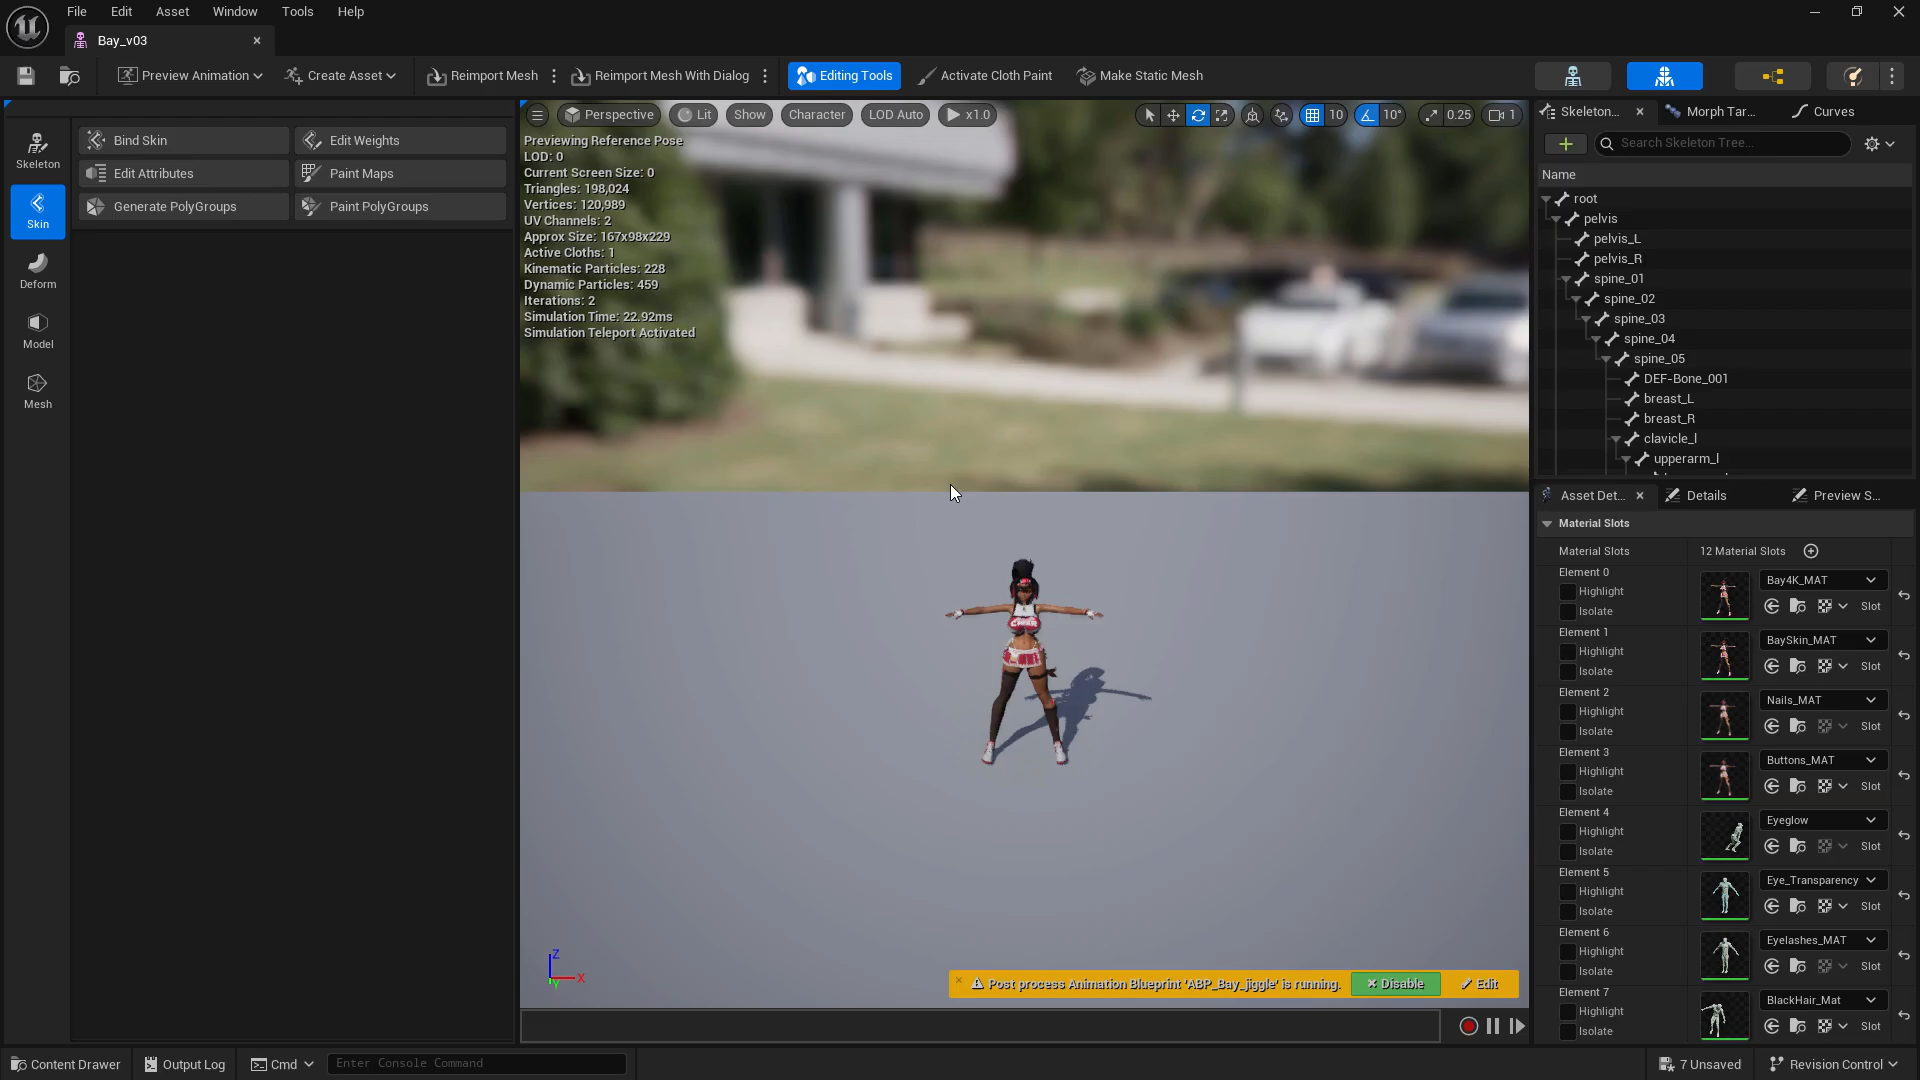 File Edit Asset Window Tools Help
Bay_v03
Preview Animation Create Asset Reimport Mesh Reimport Mesh With Dialog Editing Tools Activate Cloth Paint Make Static Mesh
Skeleton
Skin
Deform
Model
Mesh
Bind Skin Edit Weights
Edit Attributes Paint Maps
Generate PolyGroups Paint PolyGroups
Perspective Lit Show Character LOD Auto x1.0 10 10° 0.25 1
Previewing Reference Pose
LOD: 0
Current Screen Size: 0
Triangles: 198,024
Vertices: 120,989
UV Channels: 2
Approx Size: 167x98x229
Active Cloths: 1
Kinematic Particles: 228
Dynamic Particles: 459
Iterations: 2
Simulation Time: 22.92ms
Simulation Teleport Activated
Z
X
Y
Post process Animation Blueprint 'ABP_Bay_jiggle' is running. Disable Edit
Skeleton... Morph Tar... Curves
Search Skeleton Tree...
Name
root
pelvis
pelvis_L
pelvis_R
spine_01
spine_02
spine_03
spine_04
spine_05
DEF-Bone_001
breast_L
breast_R
clavicle_l
upperarm_l
Asset Det... Details Preview S...
Material Slots
Material Slots 12 Material Slots
Element 0 Bay4K_MAT
Highlight
Isolate Slot
Element 1 BaySkin_MAT
Highlight
Isolate Slot
Element 2 Nails_MAT
Highlight
Isolate Slot
Element 3 Buttons_MAT
Highlight
Isolate Slot
Element 4 Eyeglow
Highlight
Isolate Slot
Element 5 Eye_Transparency
Highlight
Isolate Slot
Element 6 Eyelashes_MAT
Highlight
Isolate Slot
Element 7 BlackHair_Mat
Highlight
Isolate Slot
Content Drawer Output Log Cmd Enter Console Command 7 Unsaved Revision Control